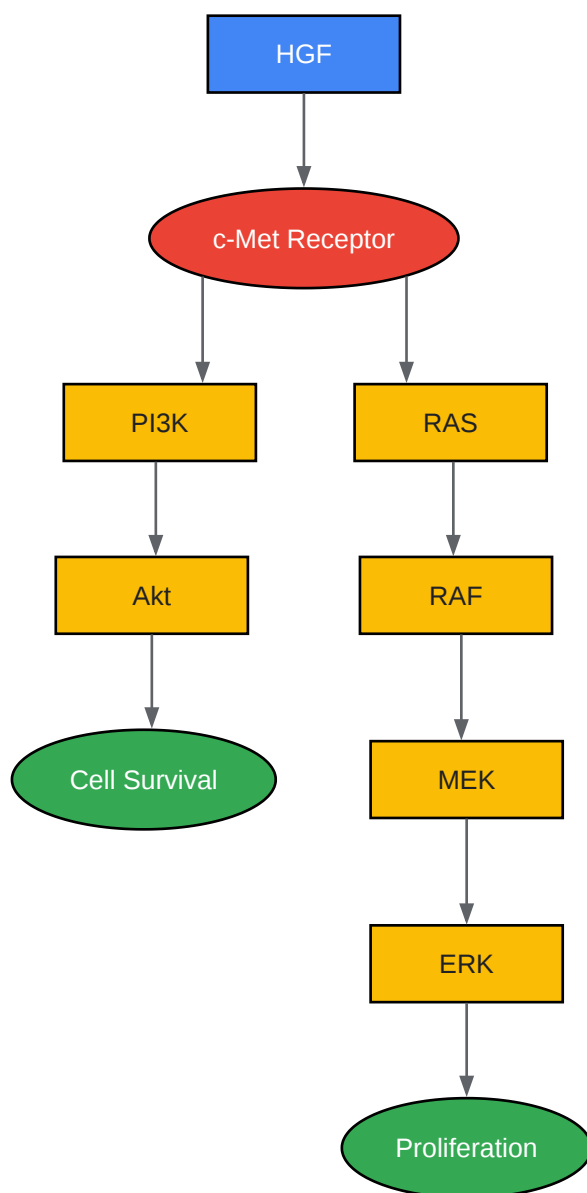 HGF
c-Met Receptor
PI3K
RAS
Akt
RAF
Cell Survival
MEK
ERK
Proliferation